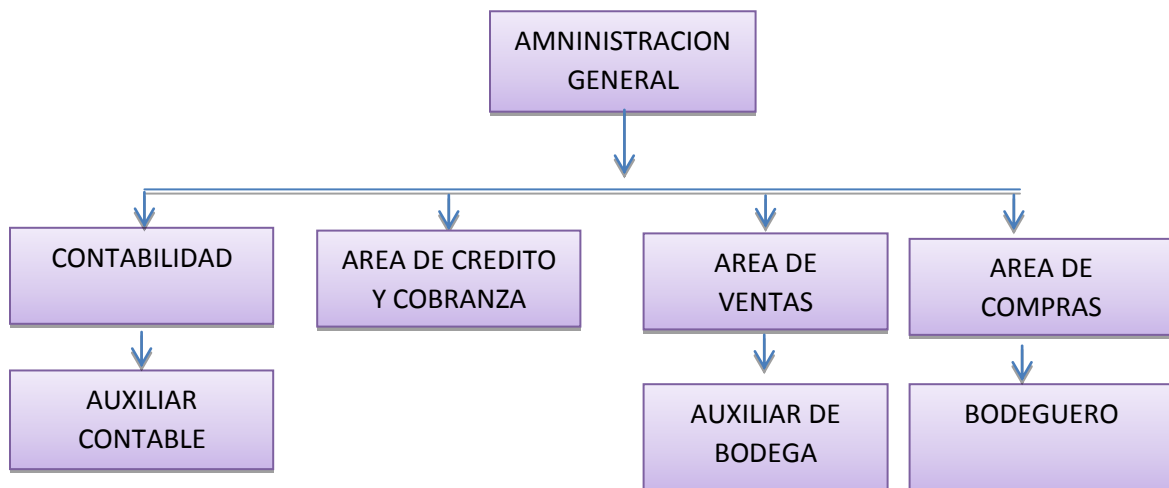 AMNINISTRACION
GENERAL
CONTABILIDAD
AREA DE CREDITO
Y COBRANZA
AREA DE
VENTAS
AREA DE
COMPRAS
AUXILIAR
CONTABLE
AUXILIAR DE
BODEGA
BODEGUERO